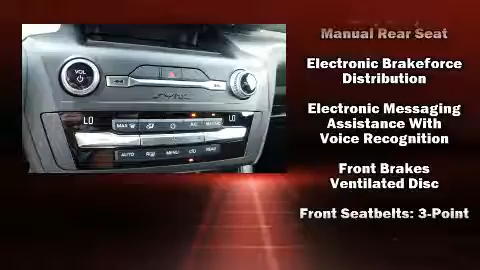 Manual Rear Seat
Electronic Brakeforce
Distribution
Electronic Messaging
Assistance With
Voice Recognition
Front Brakes
Ventilated Disc
Front Seatbelts: 3-Point
VOL
SYNC
LO
LO
MAX
A/C
AUTO
MENU
REAR